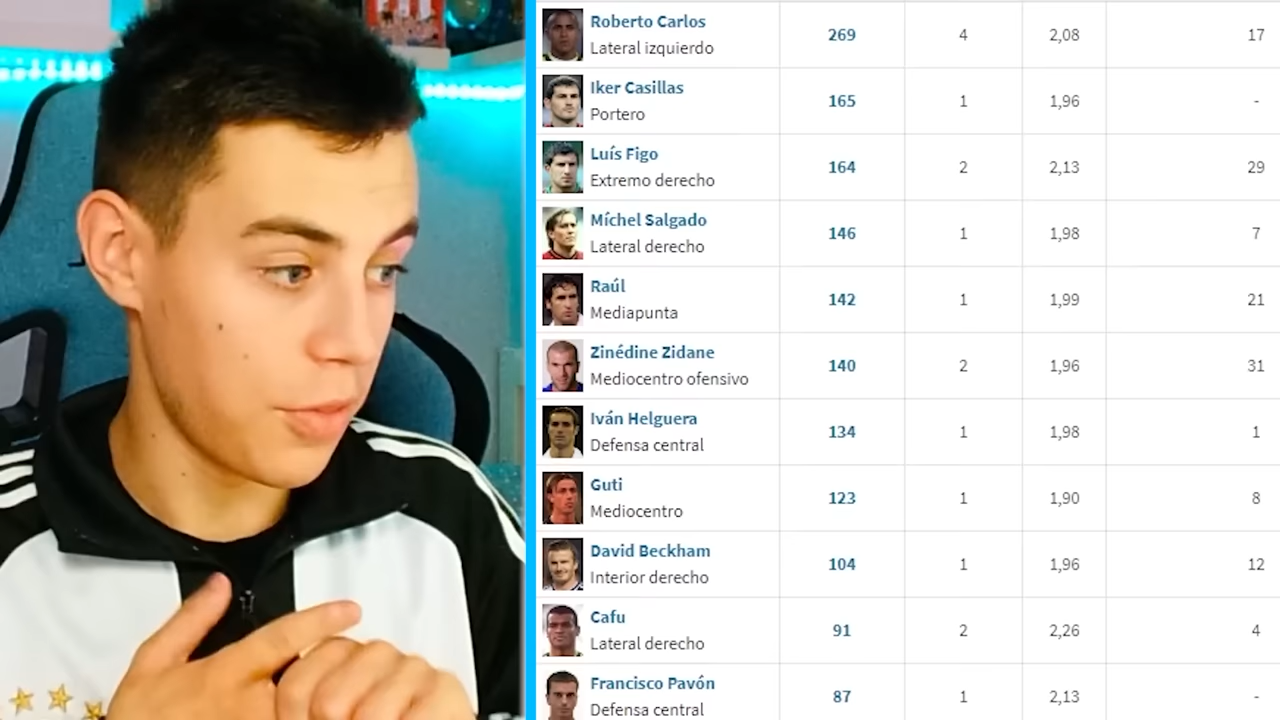 Roberto Carlos 269 4 2,08 17
Lateral izquierdo
Iker Casillas 165 1 1,96 -
Portero
Luís Figo 164 2 2,13 29
Extremo derecho
Míchel Salgado 146 1 1,98 7
Lateral derecho
Raúl 142 1 1,99 21
Mediapunta
Zinédine Zidane 140 2 1,96 31
Mediocentro ofensivo
Iván Helguera 134 1 1,98 1
Defensa central
Guti 123 1 1,90 8
Mediocentro
David Beckham 104 1 1,96 12
Interior derecho
Cafu 91 2 2,26 4
Lateral derecho
Francisco Pavón 87 1 2,13 -
Defensa central